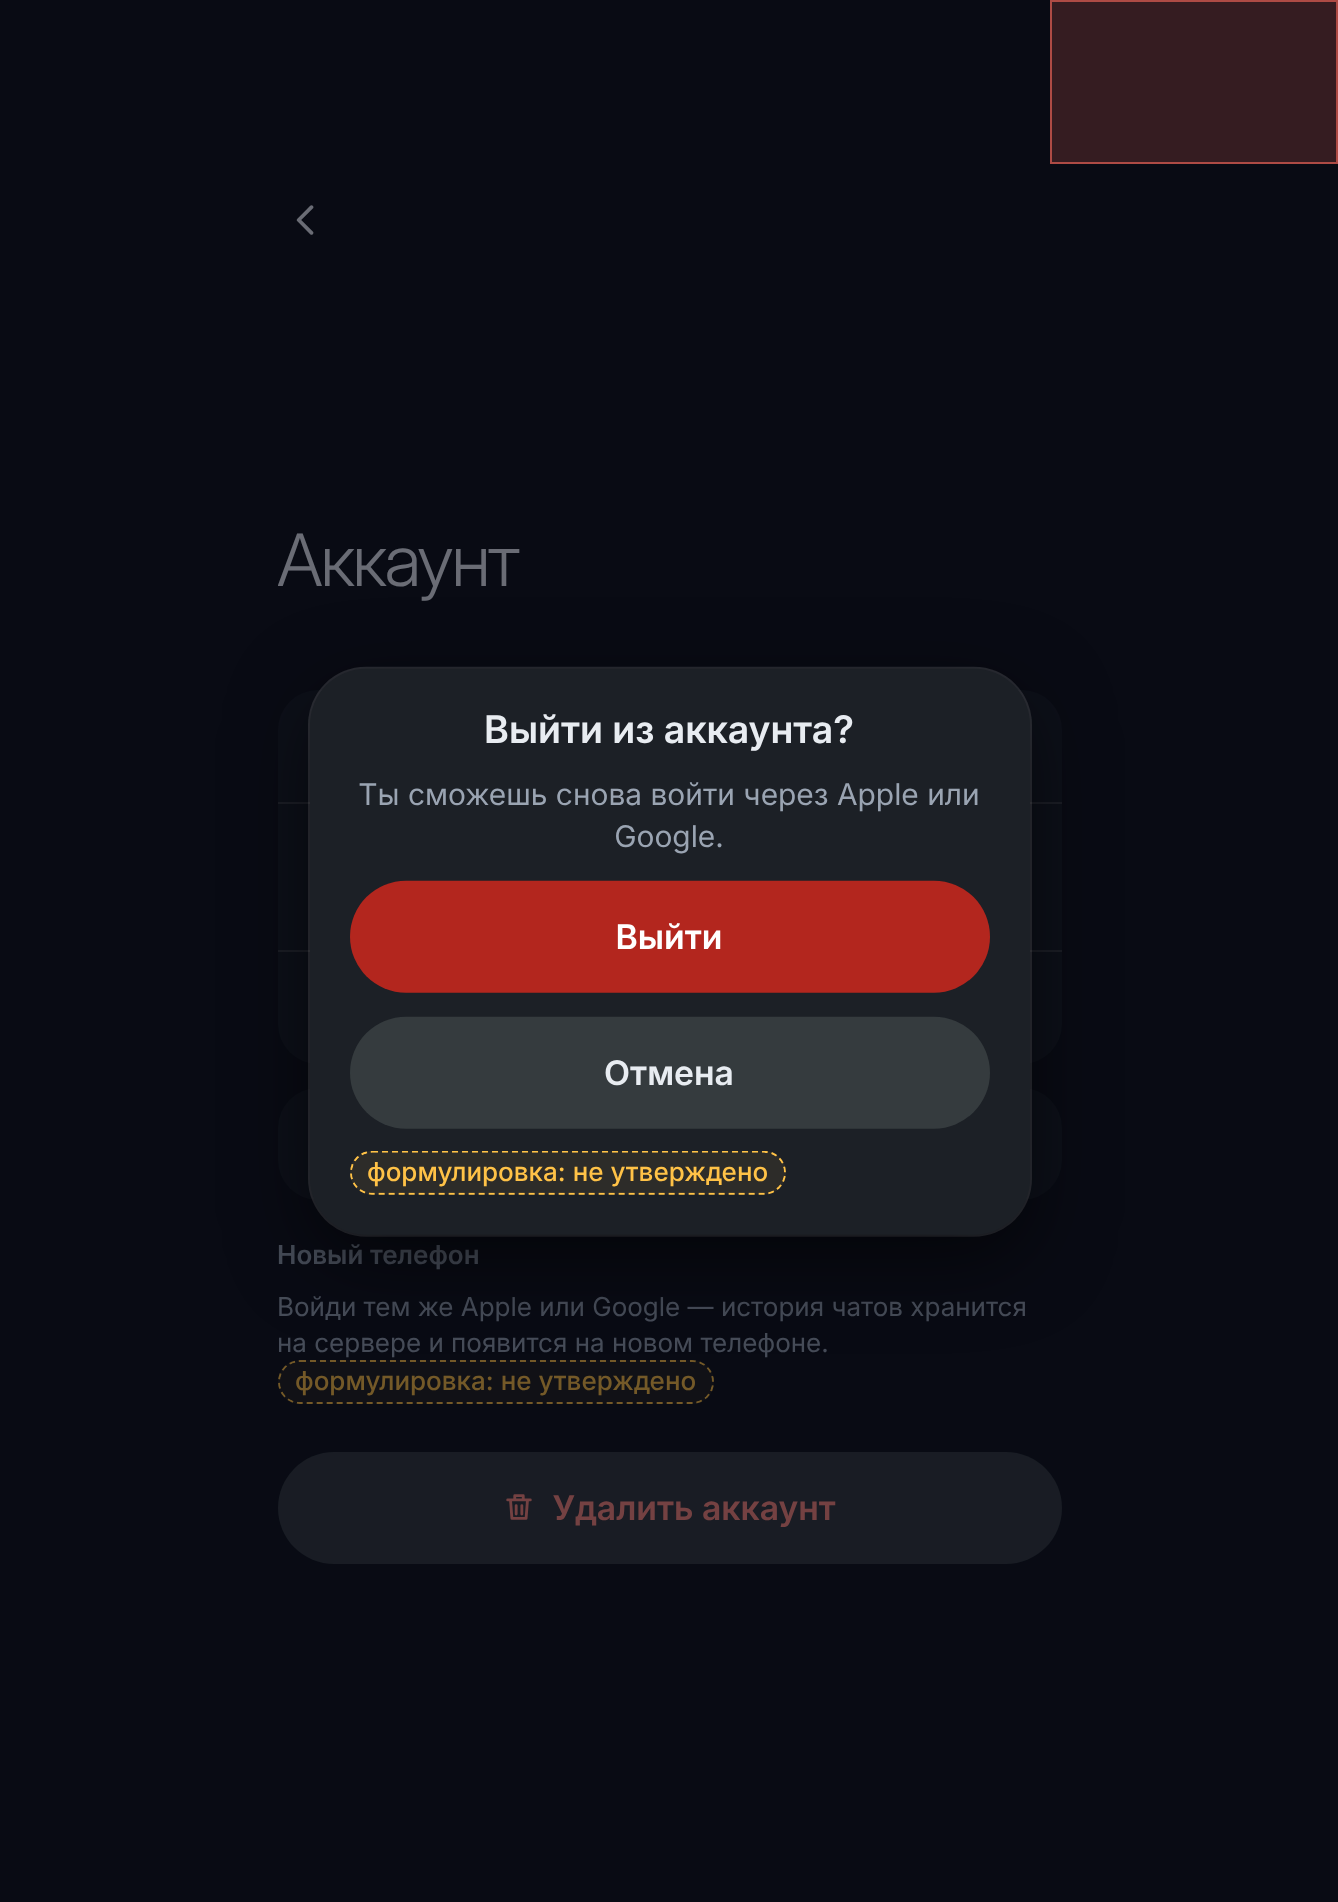 Аккаунт
Выйти из аккаунта?
Ты сможешь снова войти через Apple или
Google.
Выйти
Отмена
формулировка: не утверждено
Новый телефон
Войди тем же Apple или Google — история чатов хранится
на сервере и появится на новом телефоне.
формулировка: не утверждено
Удалить аккаунт